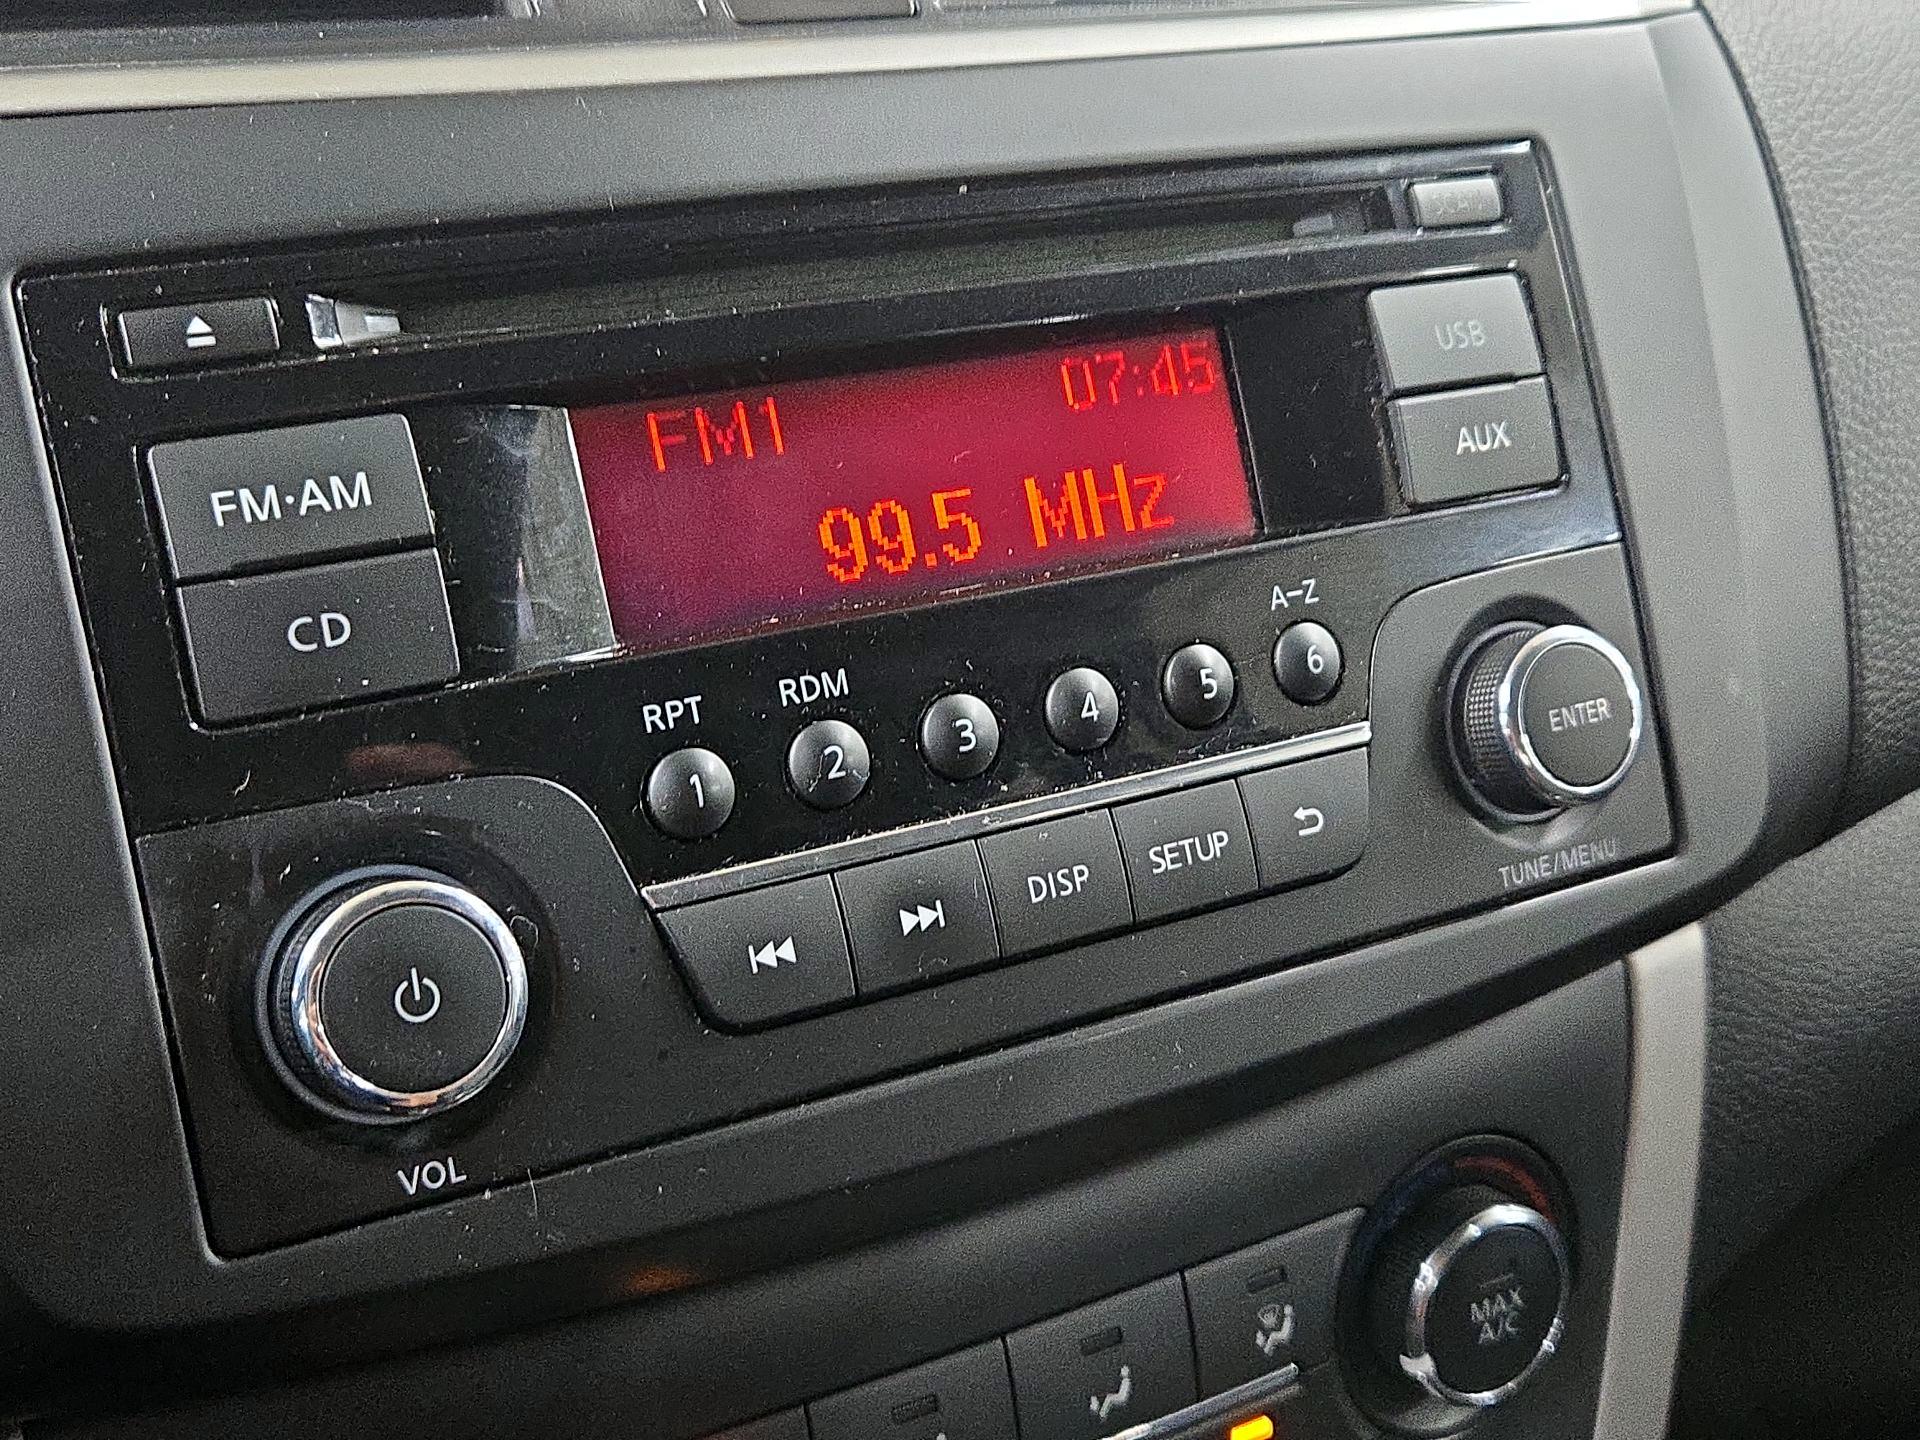 SCAN
USB
AUX
FM1 07:45
99.5 MHz
FM·AM
CD
A-Z
RPT RDM
1 2 3 4 5 6
ENTER
TUNE/MENU
DISP SETUP
VOL
MAX
A/C